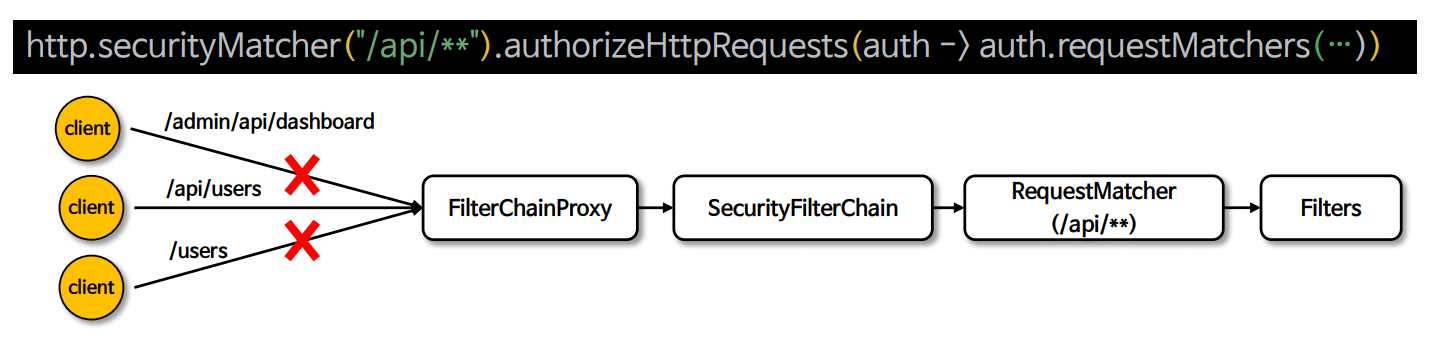 http.securityMatcher("/api/**").authorizeHttpRequests(auth -> auth.requestMatchers(…))
client
/admin/api/dashboard
client
/api/users
client
/users
FilterChainProxy
SecurityFilterChain
RequestMatcher
(/api/**)
Filters